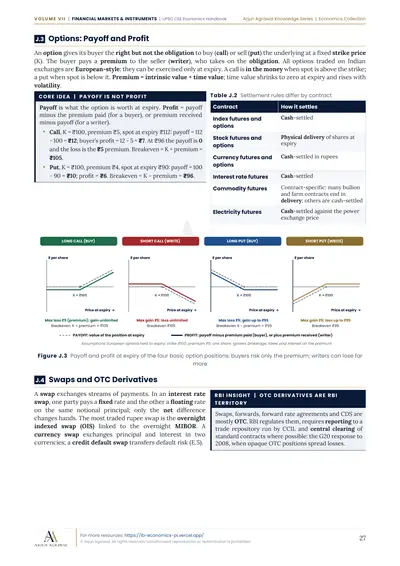 VOLUME VII | FINANCIAL MARKETS & INSTRUMENTS | UPSC CSE Economics Handbook
Arjun Agrawal Knowledge Series | Economics Collection
J.3 Options: Payoff and Profit
An option gives its buyer the right but not the obligation to buy (call) or sell (put) the underlying at a fixed strike price
(K). The buyer pays a premium to the seller (writer), who takes on the obligation. All options traded on Indian
exchanges are European-style: they can be exercised only at expiry. A call is in the money when spot is above the strike;
a put when spot is below it. Premium = intrinsic value + time value; time value shrinks to zero at expiry and rises with
volatility.
CORE IDEA | PAYOFF IS NOT PROFIT
Payoff is what the option is worth at expiry. Profit = payoff
minus the premium paid (for a buyer), or premium received
minus payoff (for a writer).
• Call, K = ₹100, premium ₹5, spot at expiry ₹112: payoff = 112
- 100 = ₹12; buyer's profit = 12 - 5 = ₹7. At ₹96 the payoff is 0
and the loss is the ₹5 premium. Breakeven = K + premium =
₹105.
• Put, K = ₹100, premium ₹4, spot at expiry ₹90: payoff = 100
- 90 = ₹10; profit = ₹6. Breakeven = K - premium = ₹96.
Table J.2 Settlement rules differ by contract
Contract How it settles
Index futures and
options
Cash-settled
Stock futures and
options
Physical delivery of shares at
expiry
Currency futures and
options
Cash-settled in rupees
Interest rate futures Cash-settled
Commodity futures
Contract-specific: many bullion
and farm contracts end in
delivery; others are cash-settled
Electricity futures
Cash-settled against the power
exchange price
LONG CALL (BUY) SHORT CALL (WRITE) LONG PUT (BUY) SHORT PUT (WRITE)
₹ per share ₹ per share ₹ per share ₹ per share
K = ₹100 K = ₹100 K = ₹100 K = ₹100
Price at expiry → Price at expiry → Price at expiry → Price at expiry →
Max loss ₹5 (premium); gain unlimited
Breakeven: K + premium = ₹105
Max gain ₹5; loss unlimited
Breakeven ₹105
Max loss ₹5; gain up to ₹95
Breakeven: K - premium = ₹95
Max gain ₹5; loss up to ₹95
Breakeven ₹95
PAYOFF: value of the position at expiry
PROFIT: payoff minus premium paid (buyer), or plus premium received (writer)
Figure J.3 Payoff and profit at expiry of the four basic option positions: buyers risk only the premium; writers can lose far
more
J.4 Swaps and OTC Derivatives
A swap exchanges streams of payments. In an interest rate
swap, one party pays a fixed rate and the other a floating rate
on the same notional principal; only the net difference
changes hands. The most traded rupee swap is the overnight
indexed swap (OIS) linked to the overnight MIBOR. A
currency swap exchanges principal and interest in two
currencies; a credit default swap transfers default risk (E.5).
RBI INSIGHT | OTC DERIVATIVES ARE RBI
TERRITORY
Swaps, forwards, forward rate agreements and CDS are
mostly OTC. RBI regulates them, requires reporting to a
trade repository run by CCIL and central clearing of
standard contracts where possible: the G20 response to
2008, when opaque OTC positions spread losses.
ARJUN AGRAWAL
For more resources: https://ib-economics-pi.vercel.app/
© Arjun Agrawal. All rights reserved. Unauthorised reproduction or redistribution is prohibited.
27